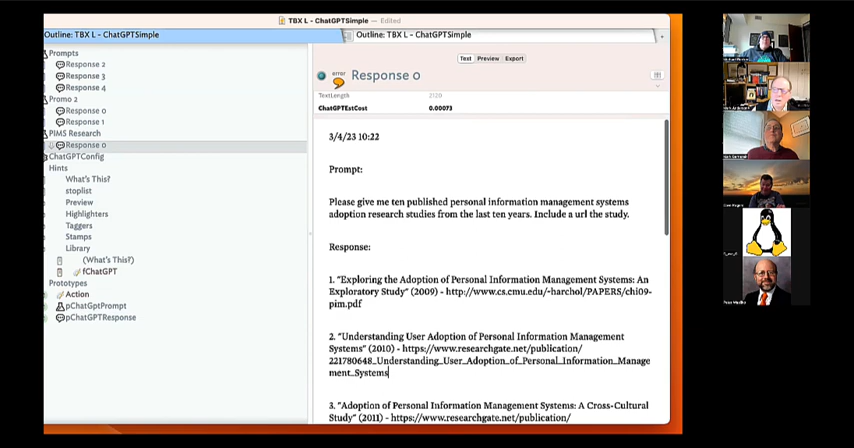 TBX L - ChatGPTSimple — Edited
Outline: TBX L - ChatGPTSimple
Outline: TBX L - ChatGPTSimple
Prompts
Response 2
Response 3
Response 4
Promo 2
Response 0
Response 1
PIMS Research
Response 0
ChatGPTConfig
Hints
What's This?
stoplist
Preview
Highlighters
Taggers
Stamps
Library
(What's This?)
fChatGPT
Prototypes
Action
pChatGptPrompt
pChatGPTResponse
Text Preview Export
error
Response 0
TextLength 2120
ChatGPTEstCost 0.00073
3/4/23 10:22
Prompt:
Please give me ten published personal information management systems
adoption research studies from the last ten years. Include a url the study.
Response:
1. "Exploring the Adoption of Personal Information Management Systems: An
Exploratory Study" (2009) - http://www.cs.cmu.edu/~harchol/PAPERS/chi09-
pim.pdf
2. "Understanding User Adoption of Personal Information Management
Systems" (2010) - https://www.researchgate.net/publication/
221780648_Understanding_User_Adoption_of_Personal_Information_Manage
ment_Systems
3. "Adoption of Personal Information Management Systems: A Cross-Cultural
Study" (2011) - https://www.researchgate.net/publication/